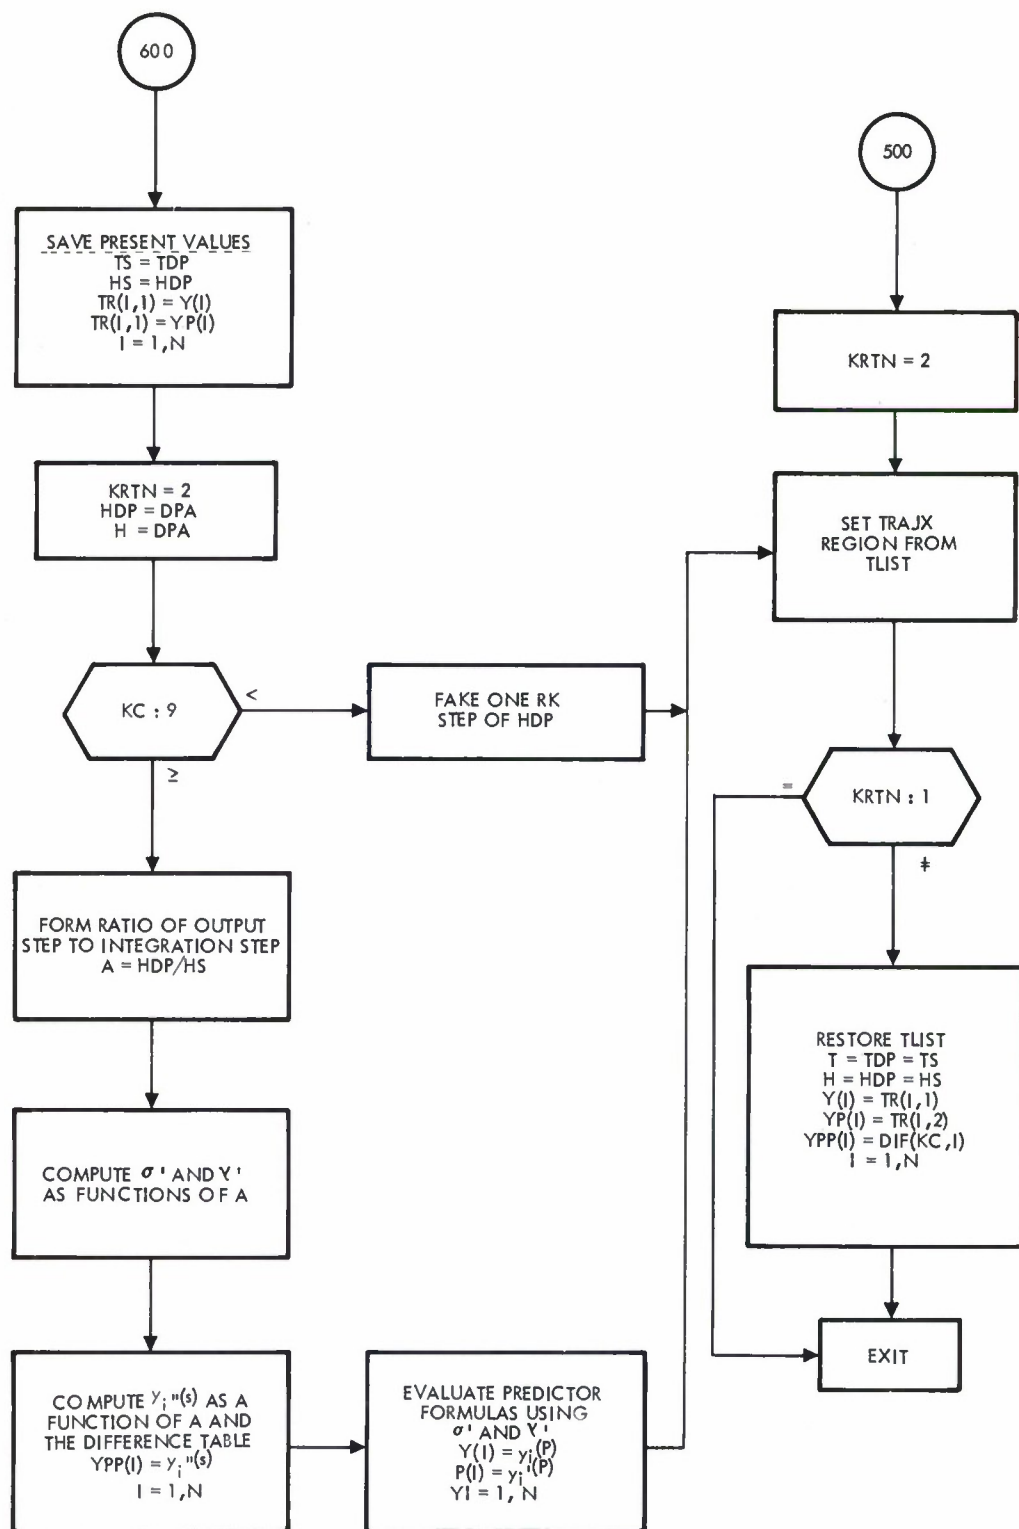 600
SAVE PRESENT VALUES
TS = TDP
HS = HDP
TR(I,1) = Y(I)
TR(I,1) = YP(I)
I = 1,N
KRTN = 2
HDP = DPA
H = DPA
KC : 9
<
≥
FAKE ONE RK
STEP OF HDP
FORM RATIO OF OUTPUT
STEP TO INTEGRATION STEP
A = HDP/HS
COMPUTE σ' AND γ'
AS FUNCTIONS OF A
COMPUTE yi"(s) AS A
FUNCTION OF A AND
THE DIFFERENCE TABLE
YPP(I) = yi"(s)
I = 1,N
EVALUATE PREDICTOR
FORMULAS USING
σ' AND γ'
Y(I) = yi(P)
P(I) = yi'(P)
YI = 1, N
500
KRTN = 2
SET TRAJX
REGION FROM
TLIST
KRTN : 1
=
≠
RESTORE TLIST
T = TDP = TS
H = HDP = HS
Y(I) = TR(I,1)
YP(I) = TR(I,2)
YPP(I) = DIF(KC,I)
I = 1,N
EXIT